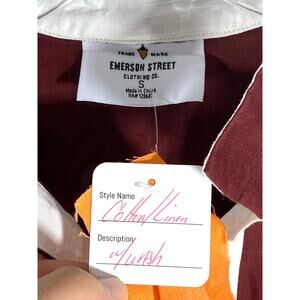 TRADE MARK
EMERSON STREET
CLOTHING CO.
S
Made in China
Style Name
Cotton/Linen
Description
w/wash